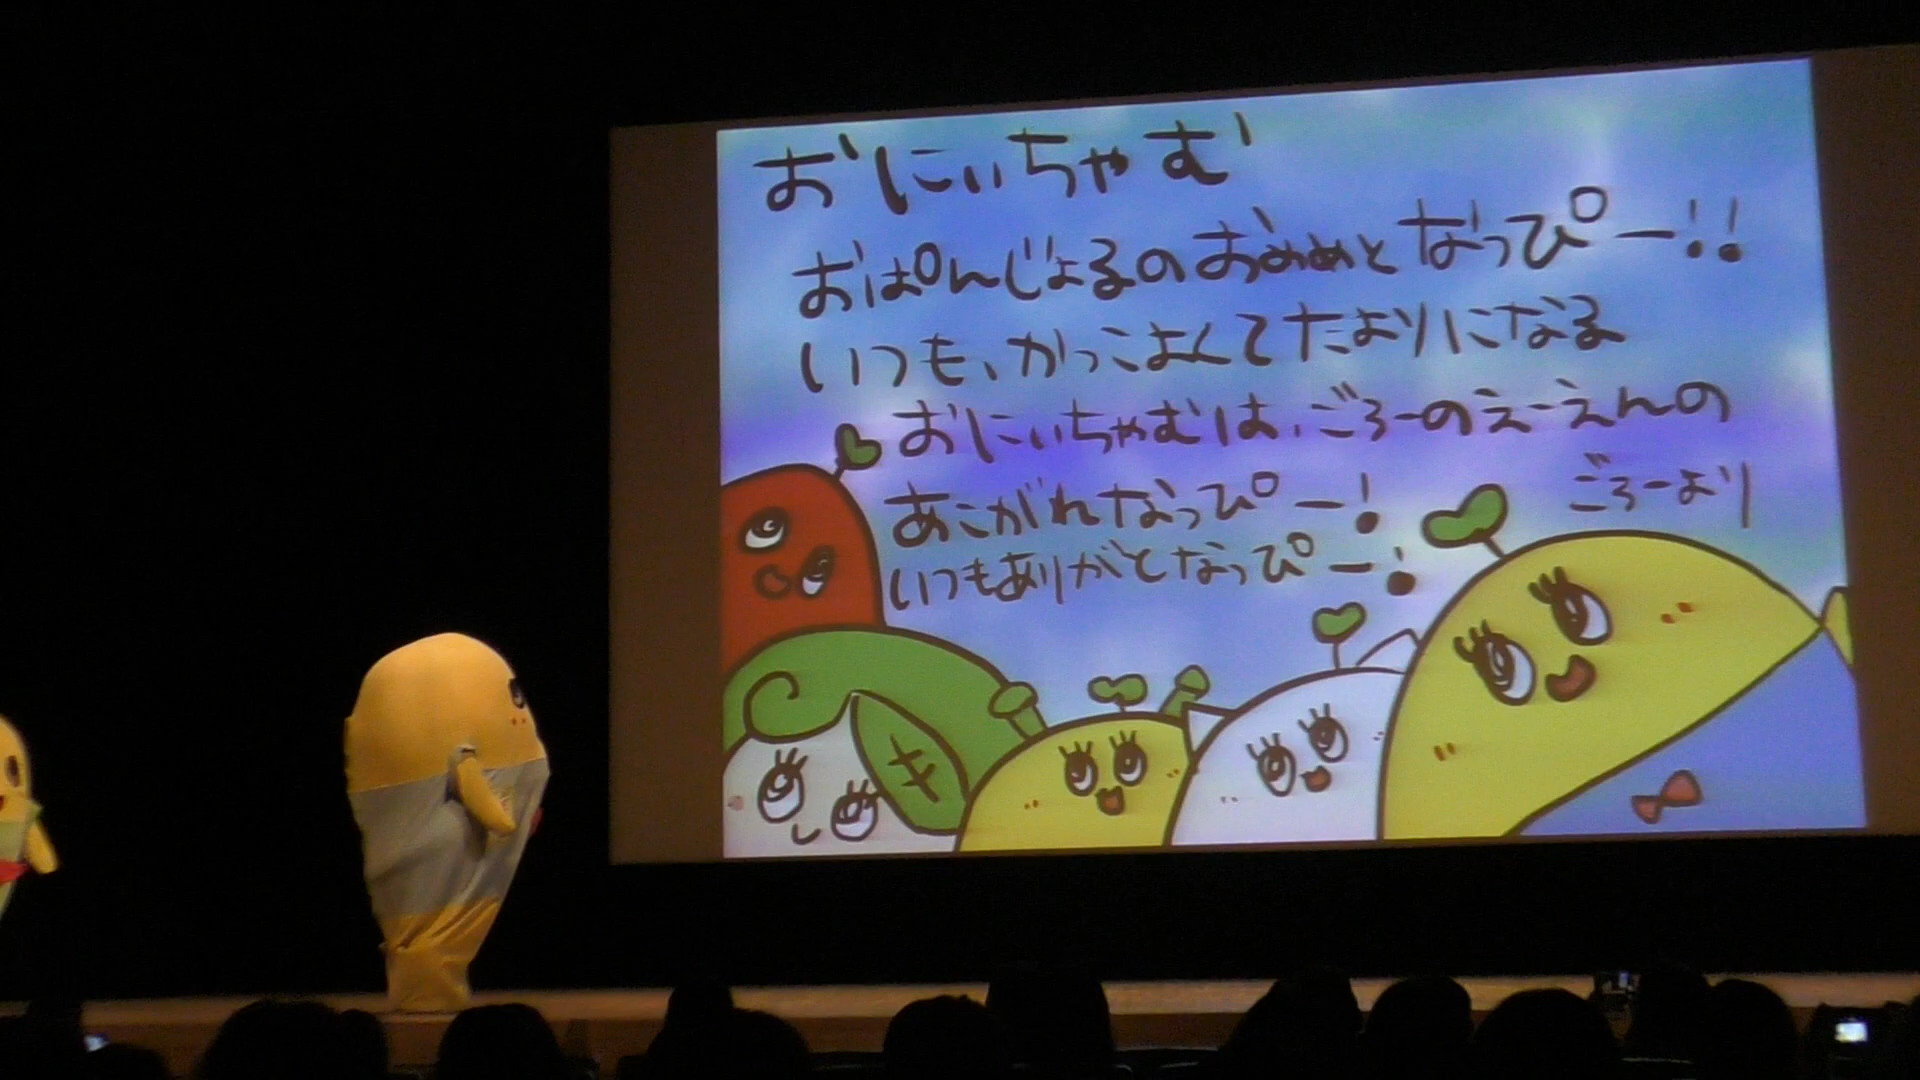 おにぃちゃむ
おぱんじょるのおめめとなっぴー!!
いつも、かっこよくてたよりになる
おにぃちゃむは、ごろーのえーえんの
あこがれなっぴー!
いつもありがとなっぴー!
ごろーより